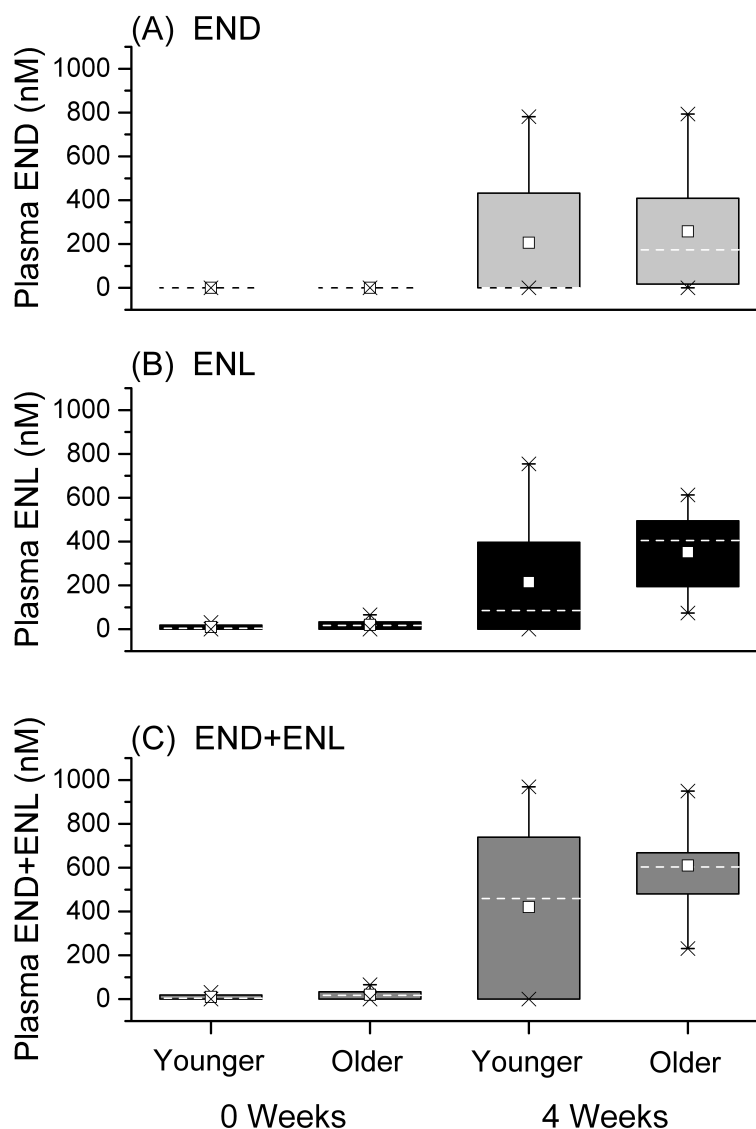 (A) END
Plasma END (nM)
1000
800
600
400
200
0
(B) ENL
Plasma ENL (nM)
1000
800
600
400
200
0
(C) END+ENL
Plasma END+ENL (nM)
1000
800
600
400
200
0
Younger Older Younger Older
0 Weeks 4 Weeks